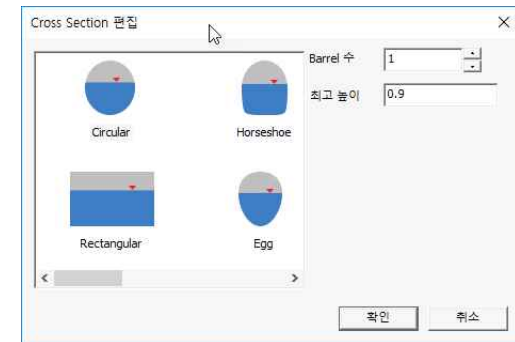 Cross Section 편집
Barrel 수 1
최고 높이 0.9
Circular Horseshoe
Rectangular Egg
확인 취소